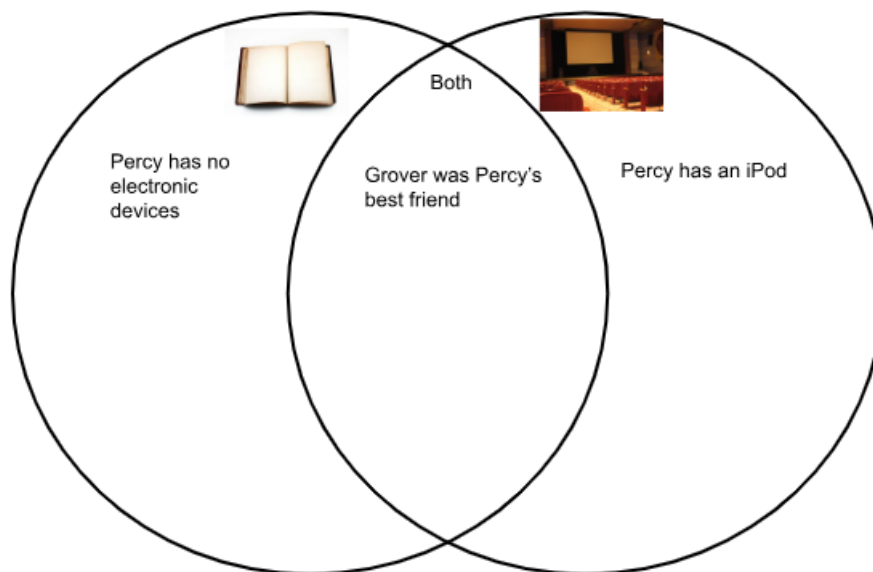 Both
Percy has no
electronic
devices
Grover was Percy's
best friend
Percy has an iPod